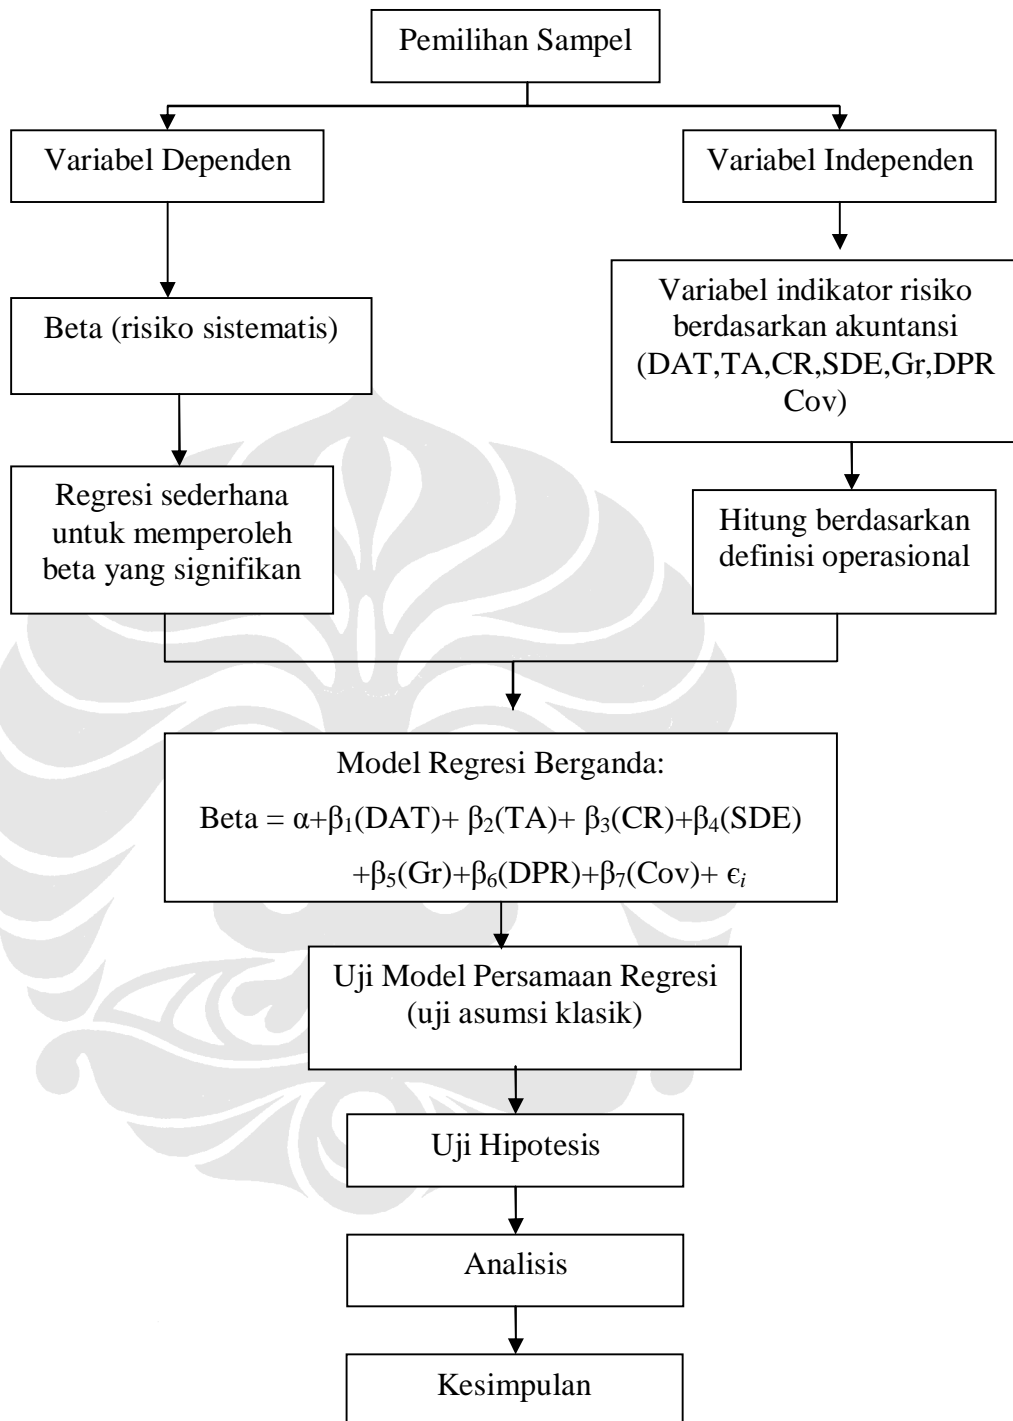 Pemilihan Sampel
Variabel Dependen
Variabel Independen
Beta (risiko sistematis)
Variabel indikator risiko
berdasarkan akuntansi
(DAT,TA,CR,SDE,Gr,DPR
Cov)
Regresi sederhana
untuk memperoleh
beta yang signifikan
Hitung berdasarkan
definisi operasional
Model Regresi Berganda:
Beta = α+β₁(DAT)+ β₂(TA)+ β₃(CR)+β₄(SDE)
+β₅(Gr)+β₆(DPR)+β₇(Cov)+ ϵᵢ
Uji Model Persamaan Regresi
(uji asumsi klasik)
Uji Hipotesis
Analisis
Kesimpulan